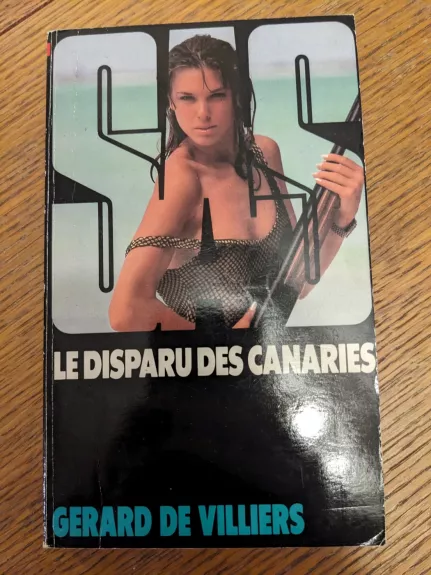 SAS
LE DISPARU DES CANARIES
GERARD DE VILLIERS